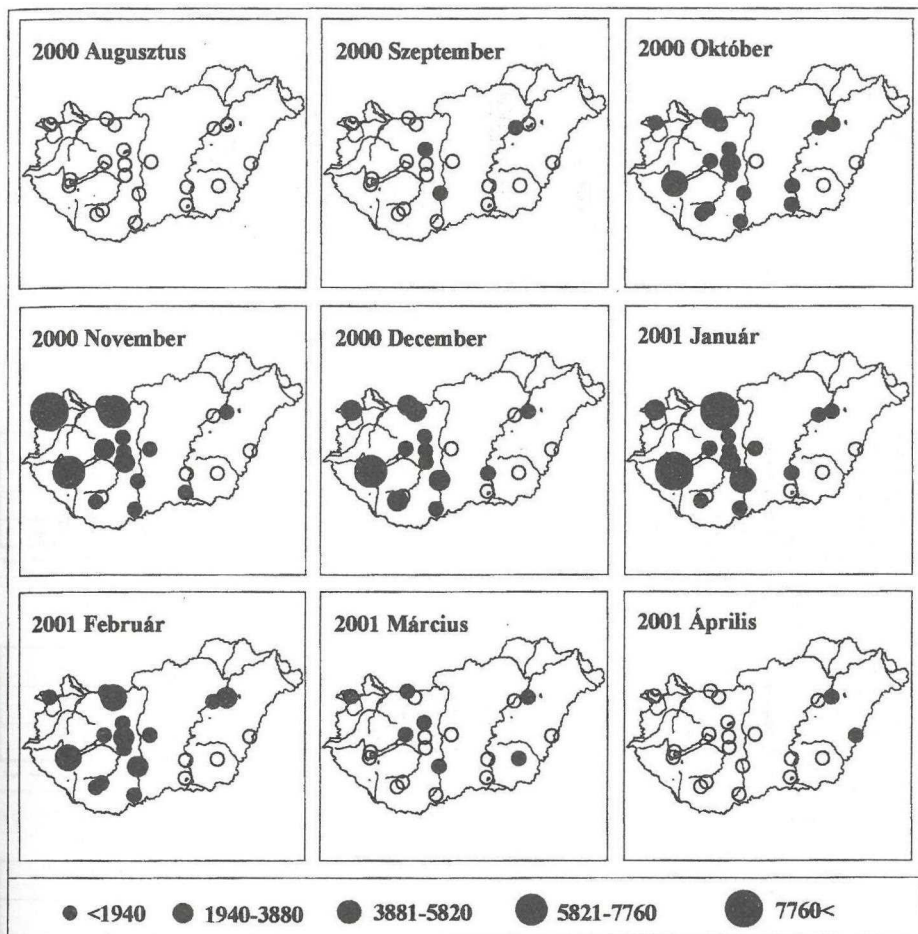 2000 Augusztus
2000 Szeptember
2000 Október
2000 November
2000 December
2001 Január
2001 Február
2001 Március
2001 Április
<1940 1940-3880 3881-5820 5821-7760 7760<